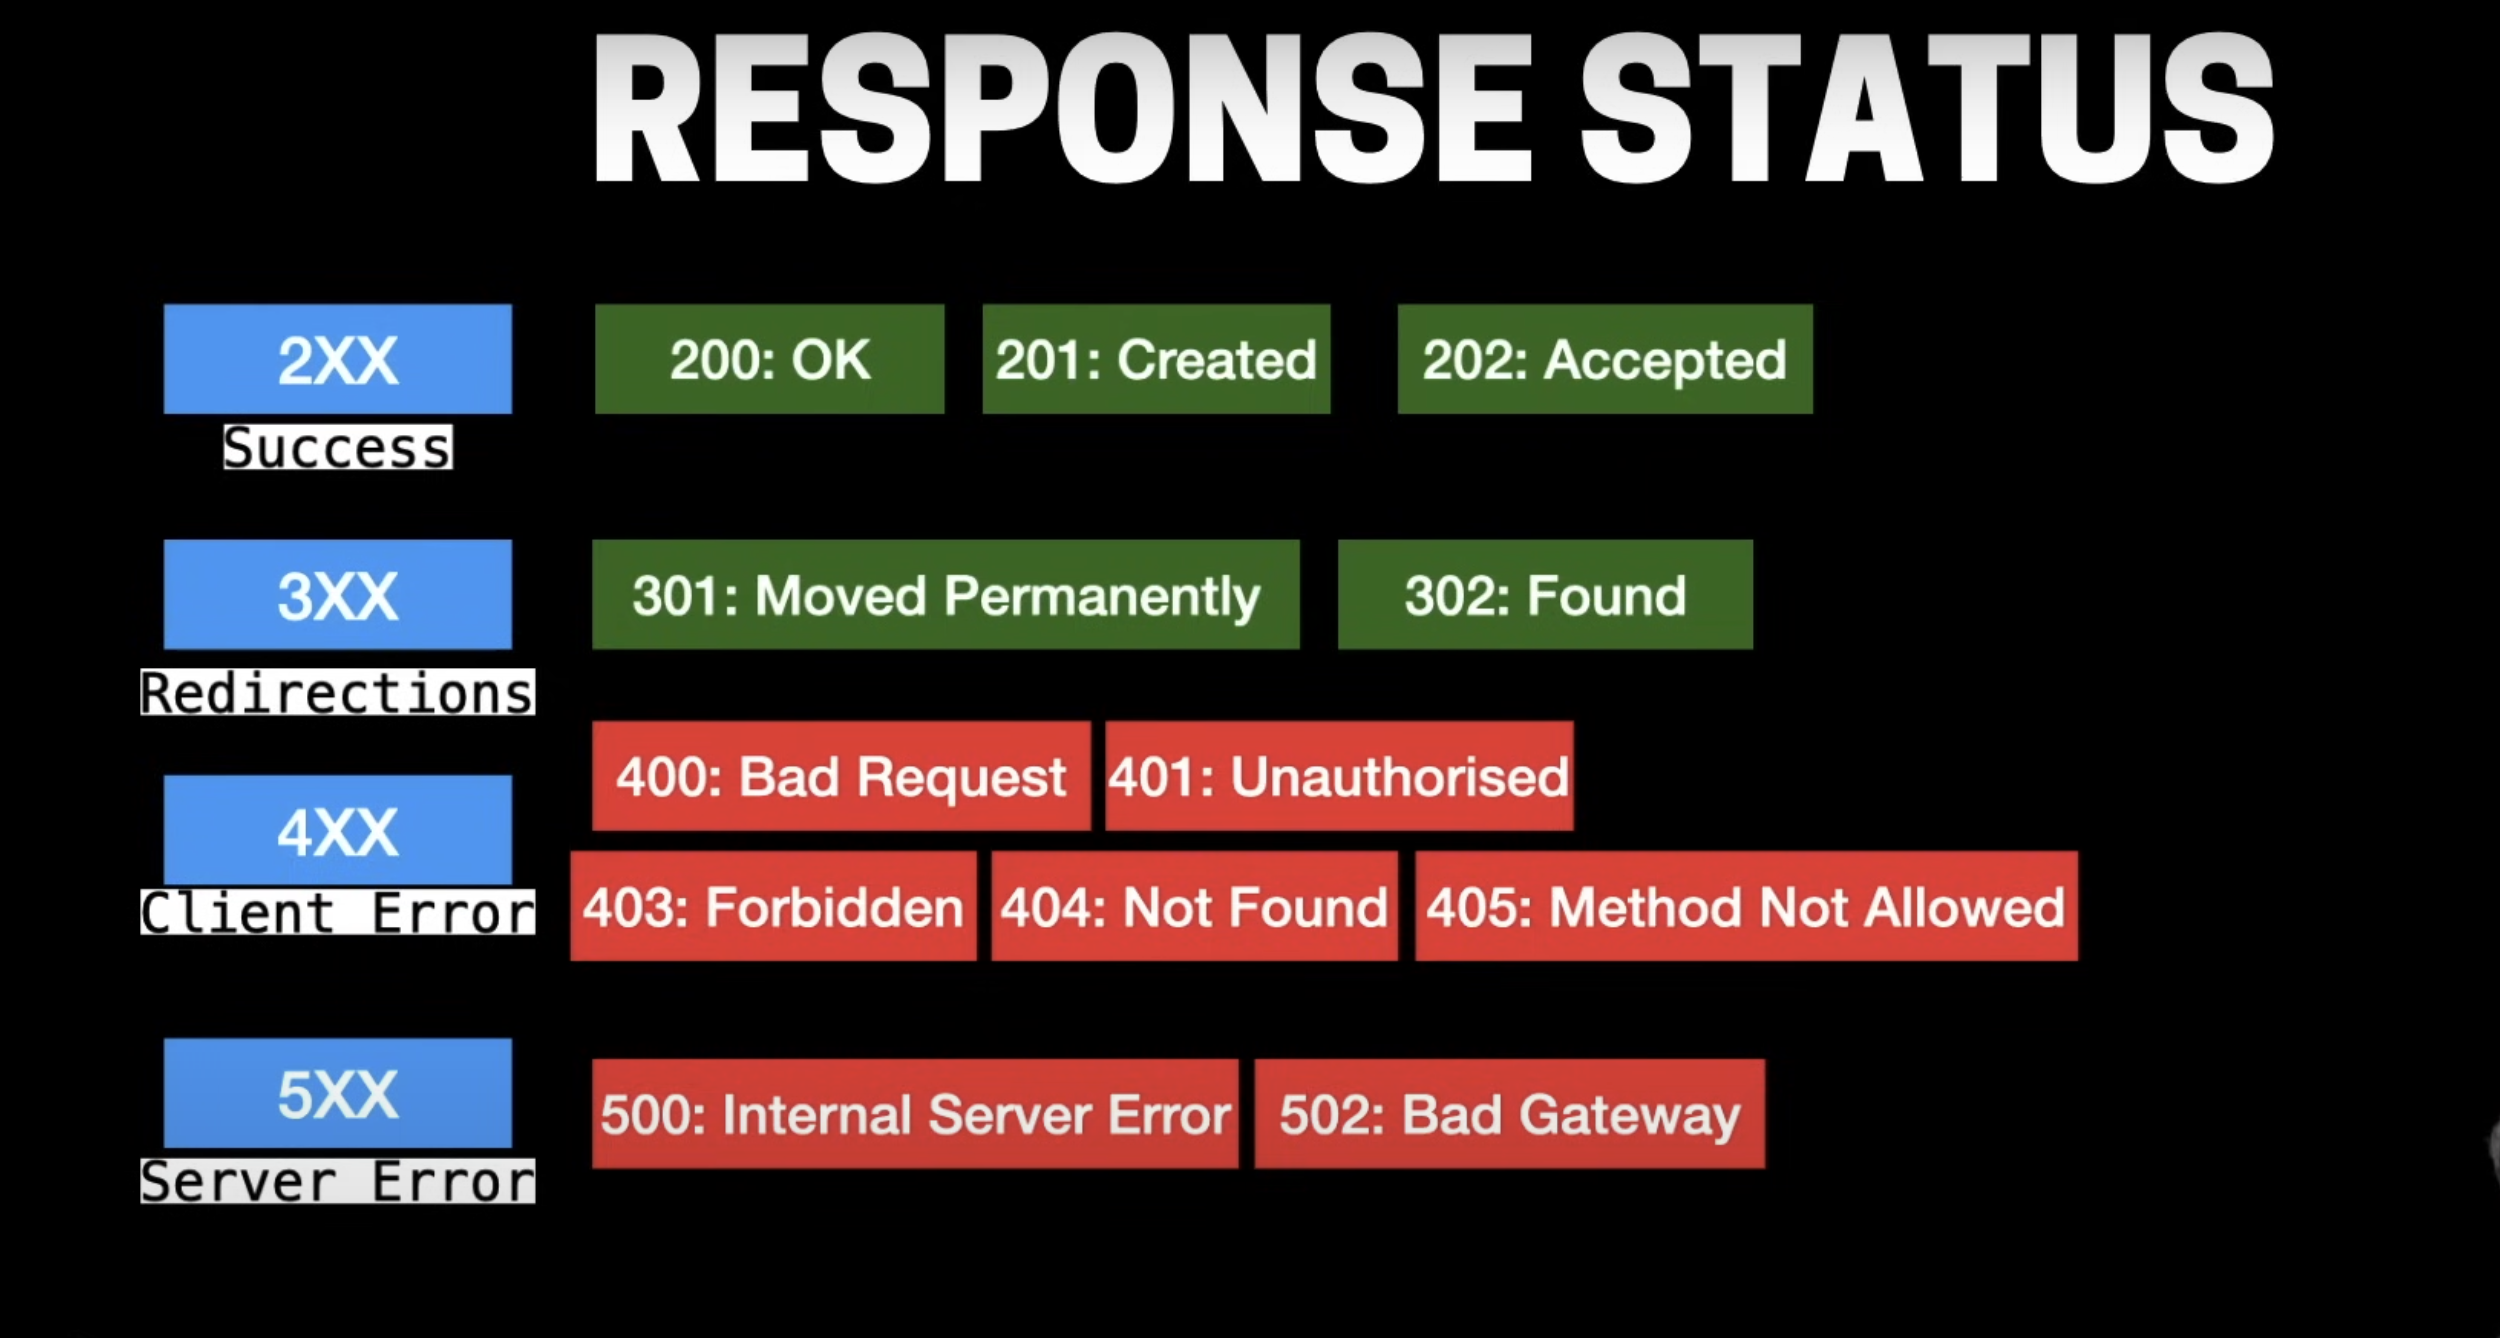 RESPONSE STATUS
2XX
200: OK
201: Created
202: Accepted
Success
3XX
301: Moved Permanently
302: Found
Redirections
4XX
400: Bad Request
401: Unauthorised
Client Error
403: Forbidden
404: Not Found
405: Method Not Allowed
5XX
500: Internal Server Error
502: Bad Gateway
Server Error